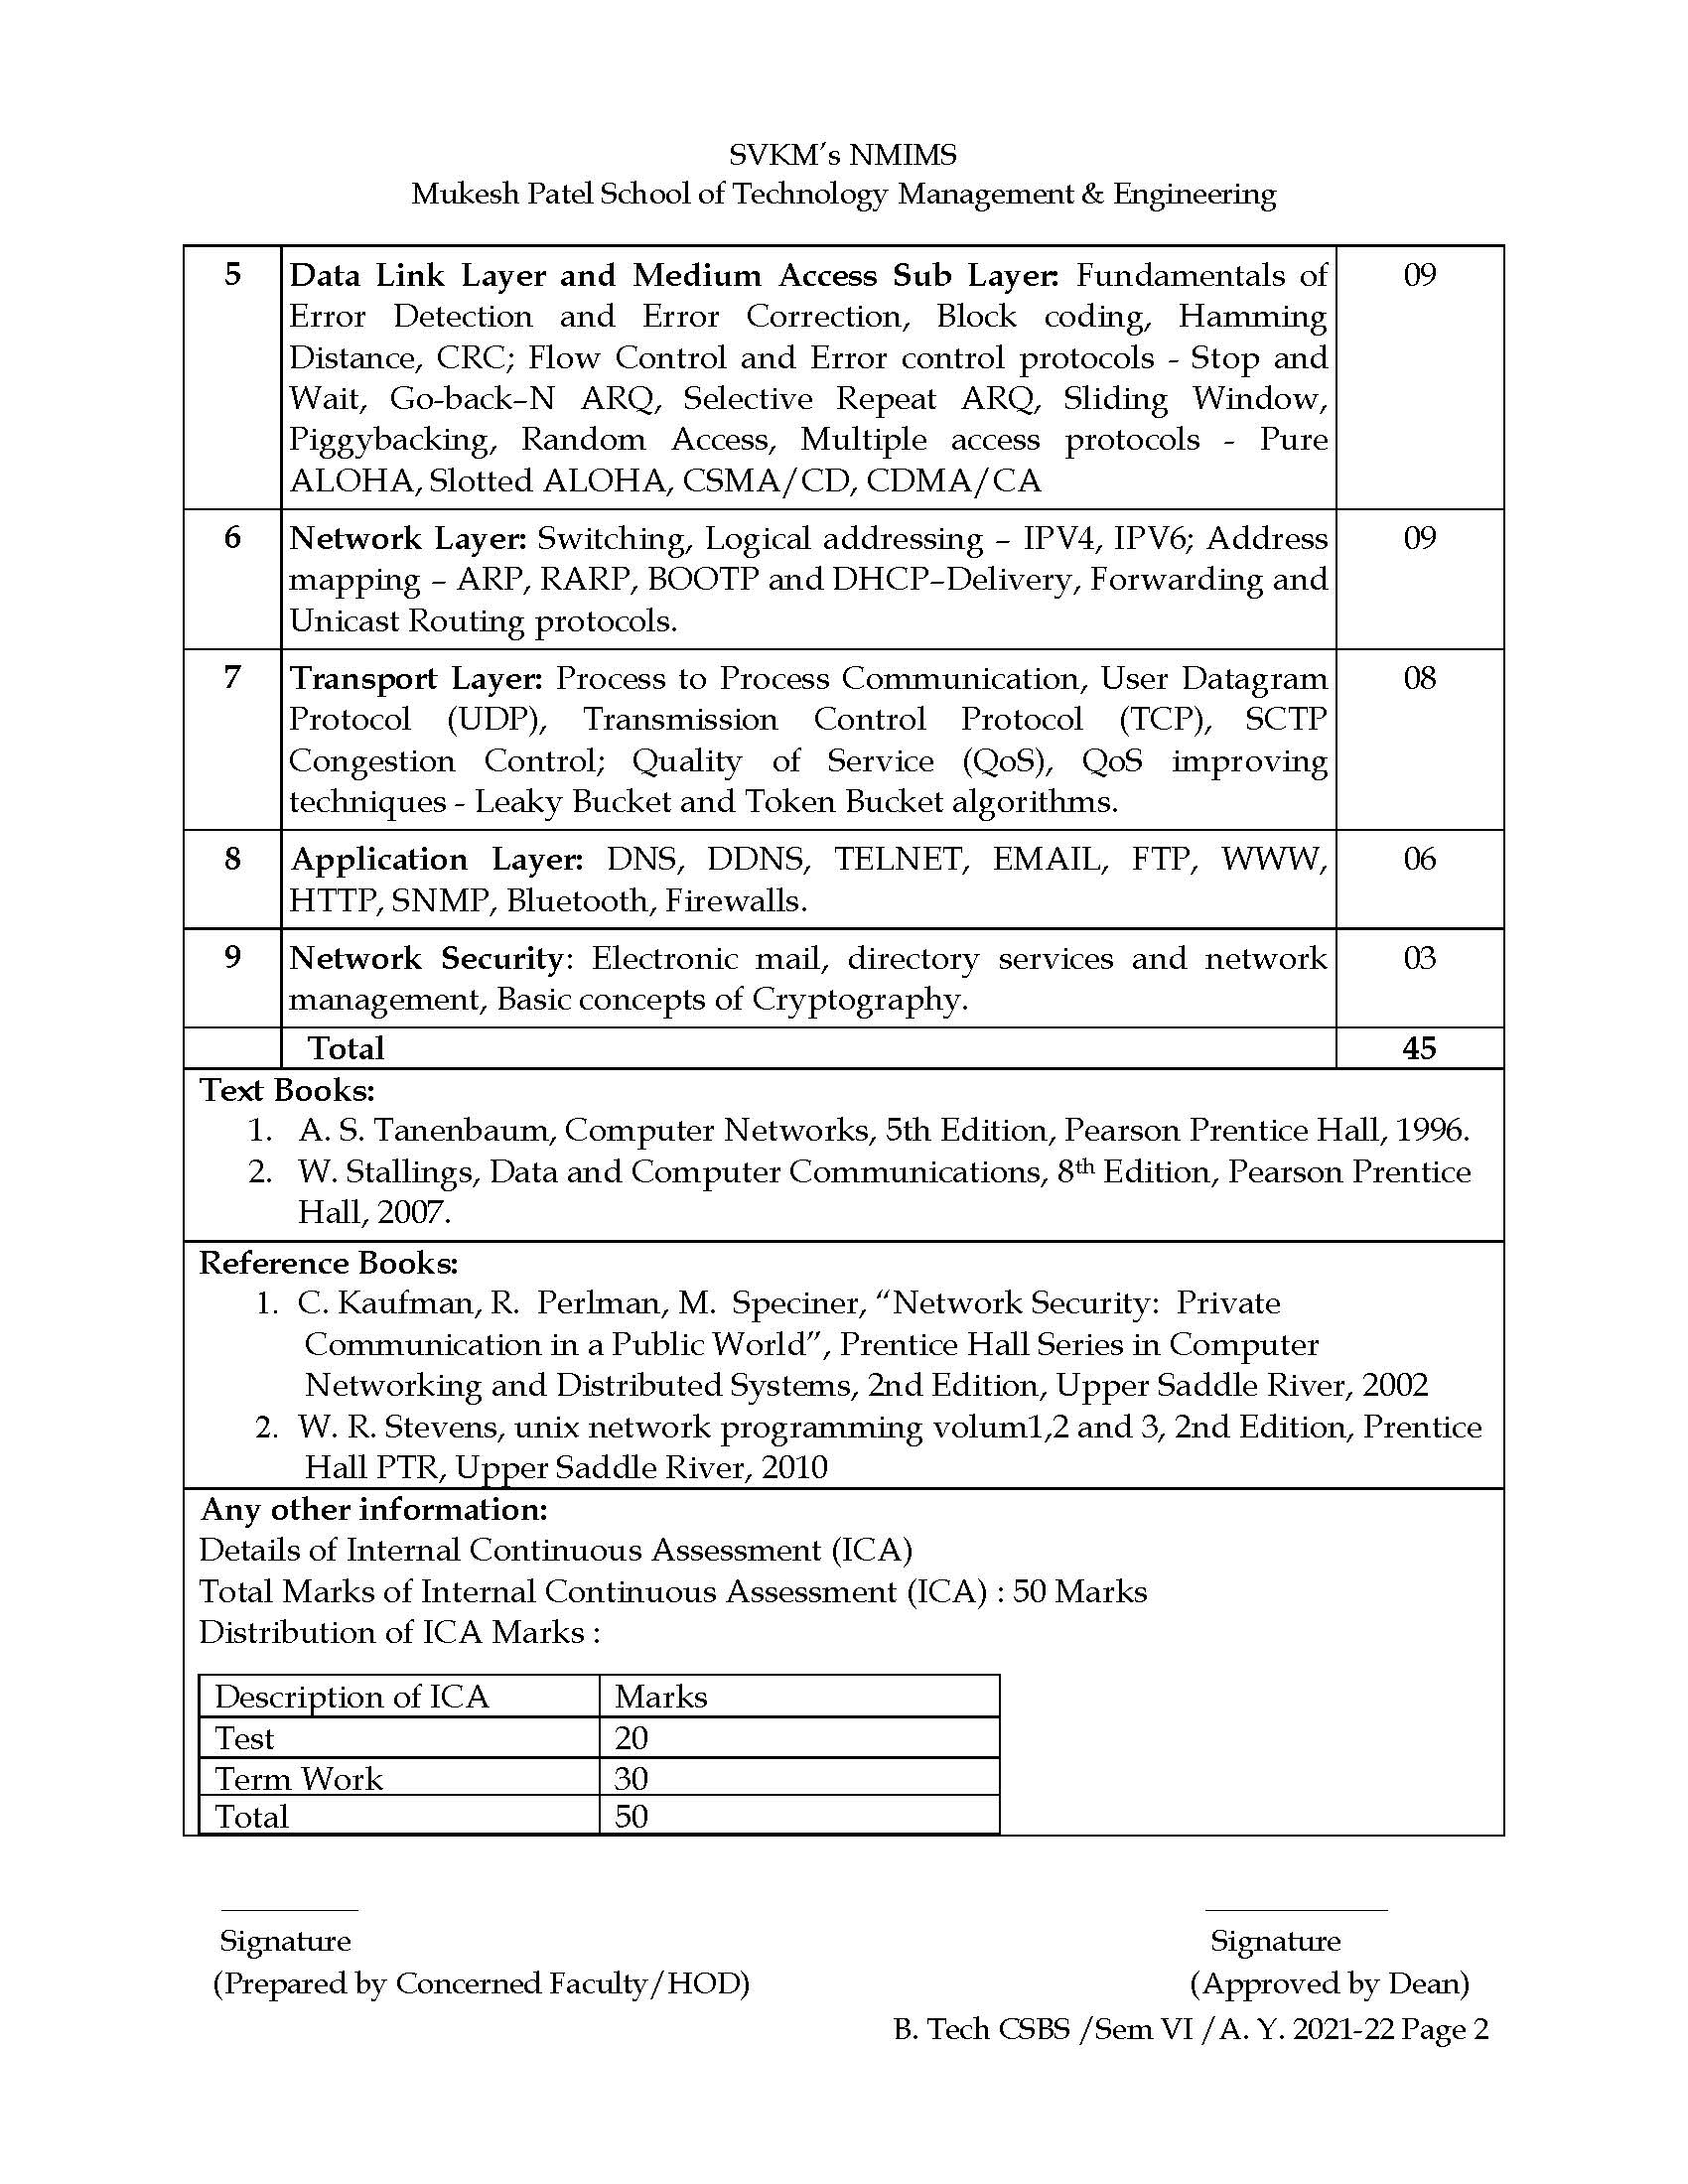 SVKM's NMIMS
Mukesh Patel School of Technology Management & Engineering
5 Data Link Layer and Medium Access Sub Layer: Fundamentals of 09
Error Detection and Error Correction, Block coding, Hamming
Distance, CRC; Flow Control and Error control protocols - Stop and
Wait, Go-back–N ARQ, Selective Repeat ARQ, Sliding Window,
Piggybacking, Random Access, Multiple access protocols - Pure
ALOHA, Slotted ALOHA, CSMA/CD, CDMA/CA
6 Network Layer: Switching, Logical addressing – IPV4, IPV6; Address 09
mapping – ARP, RARP, BOOTP and DHCP–Delivery, Forwarding and
Unicast Routing protocols.
7 Transport Layer: Process to Process Communication, User Datagram 08
Protocol (UDP), Transmission Control Protocol (TCP), SCTP
Congestion Control; Quality of Service (QoS), QoS improving
techniques - Leaky Bucket and Token Bucket algorithms.
8 Application Layer: DNS, DDNS, TELNET, EMAIL, FTP, WWW, 06
HTTP, SNMP, Bluetooth, Firewalls.
9 Network Security: Electronic mail, directory services and network 03
management, Basic concepts of Cryptography.
Total 45
Text Books:
1. A. S. Tanenbaum, Computer Networks, 5th Edition, Pearson Prentice Hall, 1996.
2. W. Stallings, Data and Computer Communications, 8th Edition, Pearson Prentice
Hall, 2007.
Reference Books:
1. C. Kaufman, R. Perlman, M. Speciner, “Network Security: Private
Communication in a Public World”, Prentice Hall Series in Computer
Networking and Distributed Systems, 2nd Edition, Upper Saddle River, 2002
2. W. R. Stevens, unix network programming volum1,2 and 3, 2nd Edition, Prentice
Hall PTR, Upper Saddle River, 2010
Any other information:
Details of Internal Continuous Assessment (ICA)
Total Marks of Internal Continuous Assessment (ICA) : 50 Marks
Distribution of ICA Marks :
Description of ICA Marks
Test 20
Term Work 30
Total 50
Signature Signature
(Prepared by Concerned Faculty/HOD) (Approved by Dean)
B. Tech CSBS /Sem VI /A. Y. 2021-22 Page 2